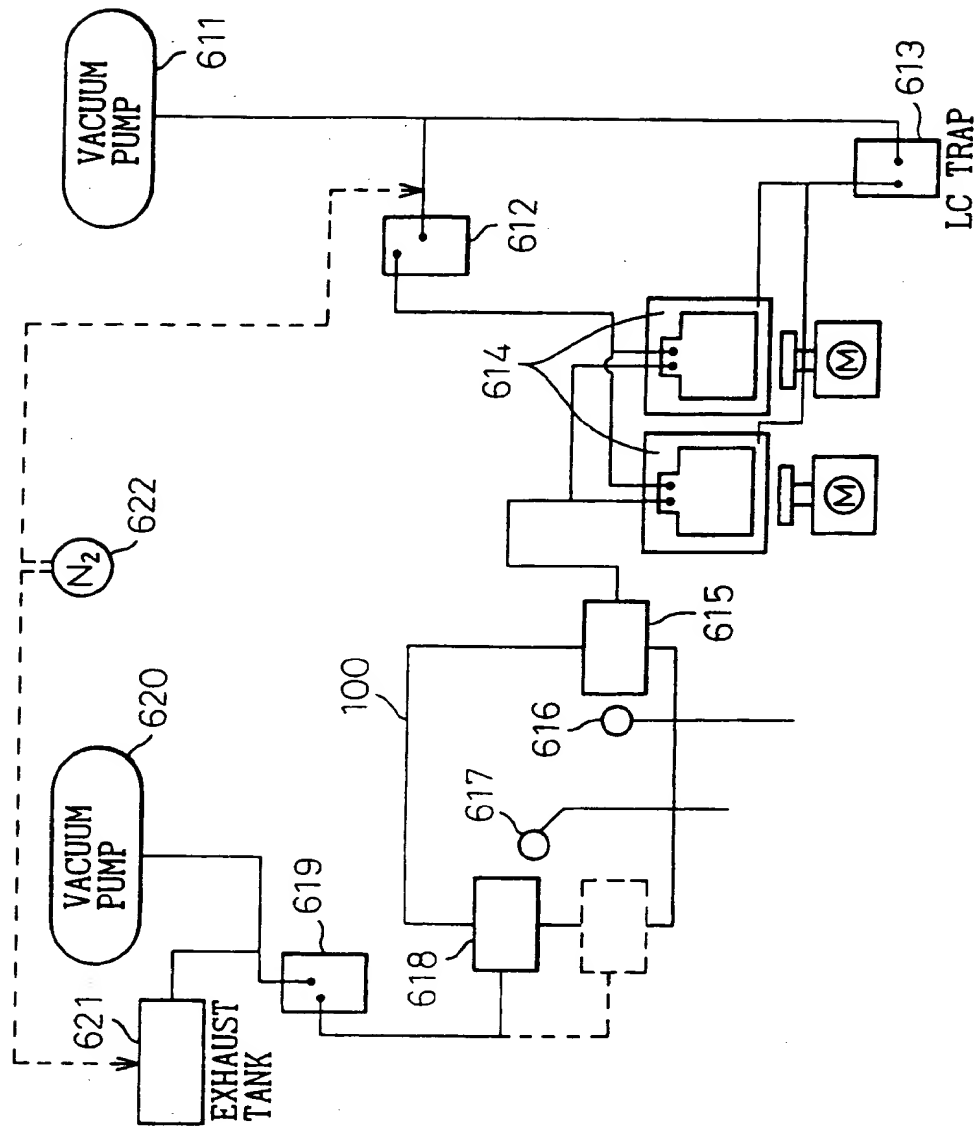 VACUUM
PUMP
620
621
EXHAUST
TANK
619
618
617
616
100
615
N2
622
614
M
M
612
VACUUM
PUMP
611
613
LC TRAP